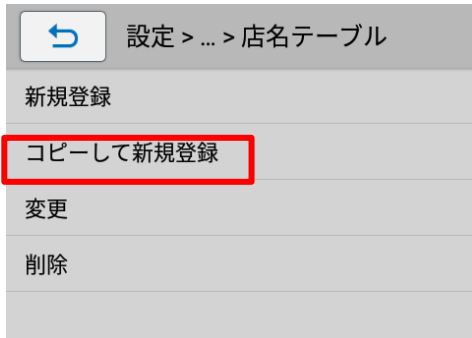 設定 > ... > 店名テーブル
新規登録
コピーして新規登録
変更
削除